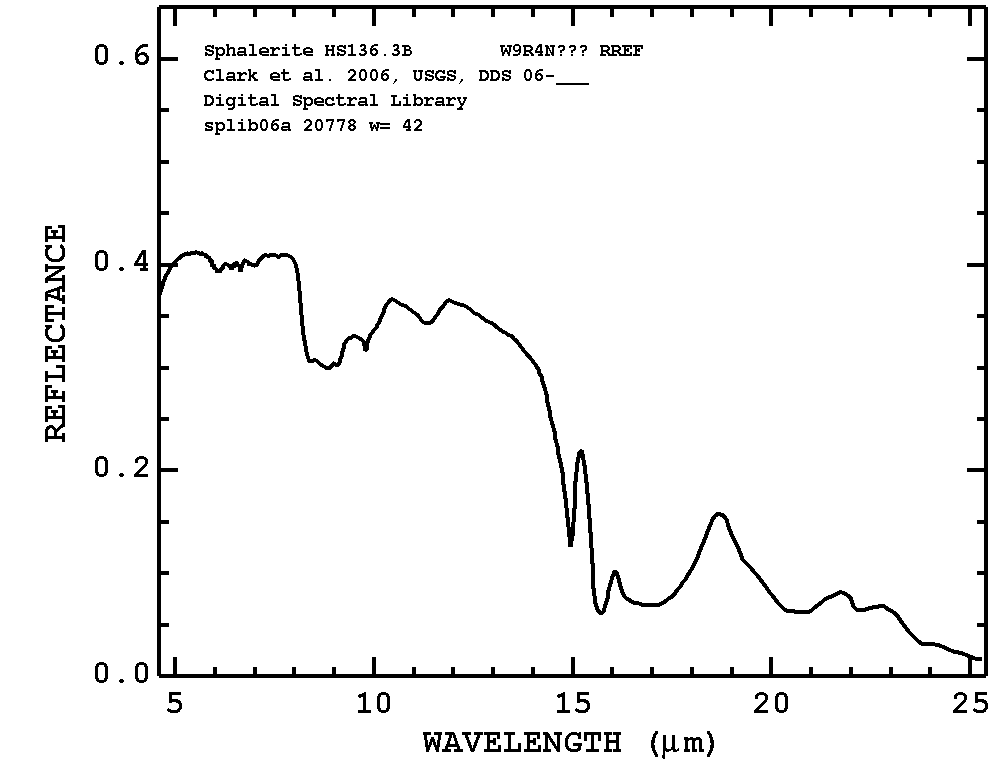 Sphalerite HS136.3B W9R4N??? RREF
Clark et al. 2006, USGS, DDS 06-___
Digital Spectral Library
splib06a 20778 w= 42
REFLECTANCE
0.6
0.4
0.2
0.0
5 10 15 20 25
WAVELENGTH (μm)